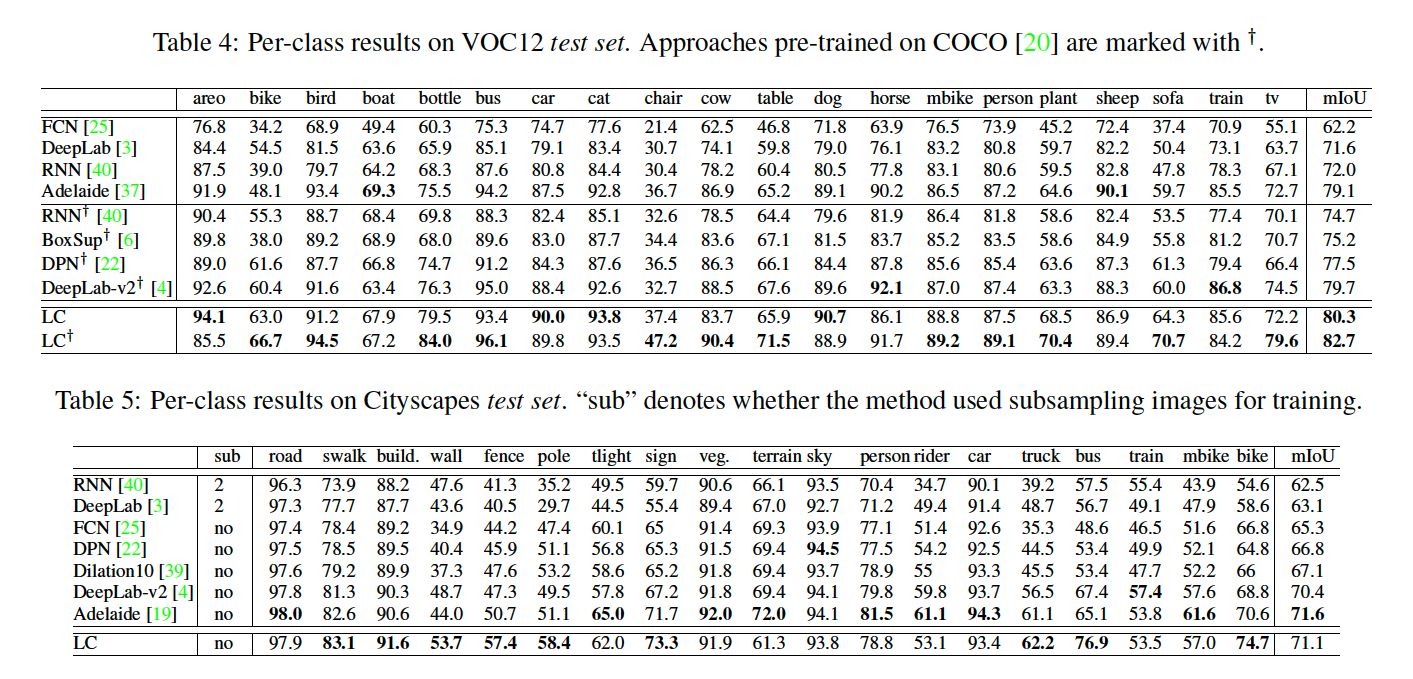 Table 4: Per-class results on VOC12 test set. Approaches pre-trained on COCO [20] are marked with †.
areo bike bird boat bottle bus car cat chair cow table dog horse mbike person plant sheep sofa train tv mIoU
FCN [25] 76.8 34.2 68.9 49.4 60.3 75.3 74.7 77.6 21.4 62.5 46.8 71.8 63.9 76.5 73.9 45.2 72.4 37.4 70.9 55.1 62.2
DeepLab [3] 84.4 54.5 81.5 63.6 65.9 85.1 79.1 83.4 30.7 74.1 59.8 79.0 76.1 83.2 80.8 59.7 82.2 50.4 73.1 63.7 71.6
RNN [40] 87.5 39.0 79.7 64.2 68.3 87.6 80.8 84.4 30.4 78.2 60.4 80.5 77.8 83.1 80.6 59.5 82.8 47.8 78.3 67.1 72.0
Adelaide [37] 91.9 48.1 93.4 69.3 75.5 94.2 87.5 92.8 36.7 86.9 65.2 89.1 90.2 86.5 87.2 64.6 90.1 59.7 85.5 72.7 79.1
RNN† [40] 90.4 55.3 88.7 68.4 69.8 88.3 82.4 85.1 32.6 78.5 64.4 79.6 81.9 86.4 81.8 58.6 82.4 53.5 77.4 70.1 74.7
BoxSup† [6] 89.8 38.0 89.2 68.9 68.0 89.6 83.0 87.7 34.4 83.6 67.1 81.5 83.7 85.2 83.5 58.6 84.9 55.8 81.2 70.7 75.2
DPN† [22] 89.0 61.6 87.7 66.8 74.7 91.2 84.3 87.6 36.5 86.3 66.1 84.4 87.8 85.6 85.4 63.6 87.3 61.3 79.4 66.4 77.5
DeepLab-v2† [4] 92.6 60.4 91.6 63.4 76.3 95.0 88.4 92.6 32.7 88.5 67.6 89.6 92.1 87.0 87.4 63.3 88.3 60.0 86.8 74.5 79.7
LC 94.1 63.0 91.2 67.9 79.5 93.4 90.0 93.8 37.4 83.7 65.9 90.7 86.1 88.8 87.5 68.5 86.9 64.3 85.6 72.2 80.3
LC† 85.5 66.7 94.5 67.2 84.0 96.1 89.8 93.5 47.2 90.4 71.5 88.9 91.7 89.2 89.1 70.4 89.4 70.7 84.2 79.6 82.7
Table 5: Per-class results on Cityscapes test set. “sub” denotes whether the method used subsampling images for training.
sub road swalk build. wall fence pole tlight sign veg. terrain sky person rider car truck bus train mbike bike mIoU
RNN [40] 2 96.3 73.9 88.2 47.6 41.3 35.2 49.5 59.7 90.6 66.1 93.5 70.4 34.7 90.1 39.2 57.5 55.4 43.9 54.6 62.5
DeepLab [3] 2 97.3 77.7 87.7 43.6 40.5 29.7 44.5 55.4 89.4 67.0 92.7 71.2 49.4 91.4 48.7 56.7 49.1 47.9 58.6 63.1
FCN [25] no 97.4 78.4 89.2 34.9 44.2 47.4 60.1 65 91.4 69.3 93.9 77.1 51.4 92.6 35.3 48.6 46.5 51.6 66.8 65.3
DPN [22] no 97.5 78.5 89.5 40.4 45.9 51.1 56.8 65.3 91.5 69.4 94.5 77.5 54.2 92.5 44.5 53.4 49.9 52.1 64.8 66.8
Dilation10 [39] no 97.6 79.2 89.9 37.3 47.6 53.2 58.6 65.2 91.8 69.4 93.7 78.9 55 93.3 45.5 53.4 47.7 52.2 66 67.1
DeepLab-v2 [4] no 97.8 81.3 90.3 48.7 47.3 49.5 57.8 67.2 91.8 69.4 94.1 79.8 59.8 93.7 56.5 67.4 57.4 57.6 68.8 70.4
Adelaide [19] no 98.0 82.6 90.6 44.0 50.7 51.1 65.0 71.7 92.0 72.0 94.1 81.5 61.1 94.3 61.1 65.1 53.8 61.6 70.6 71.6
LC no 97.9 83.1 91.6 53.7 57.4 58.4 62.0 73.3 91.9 61.3 93.8 78.8 53.1 93.4 62.2 76.9 53.5 57.0 74.7 71.1